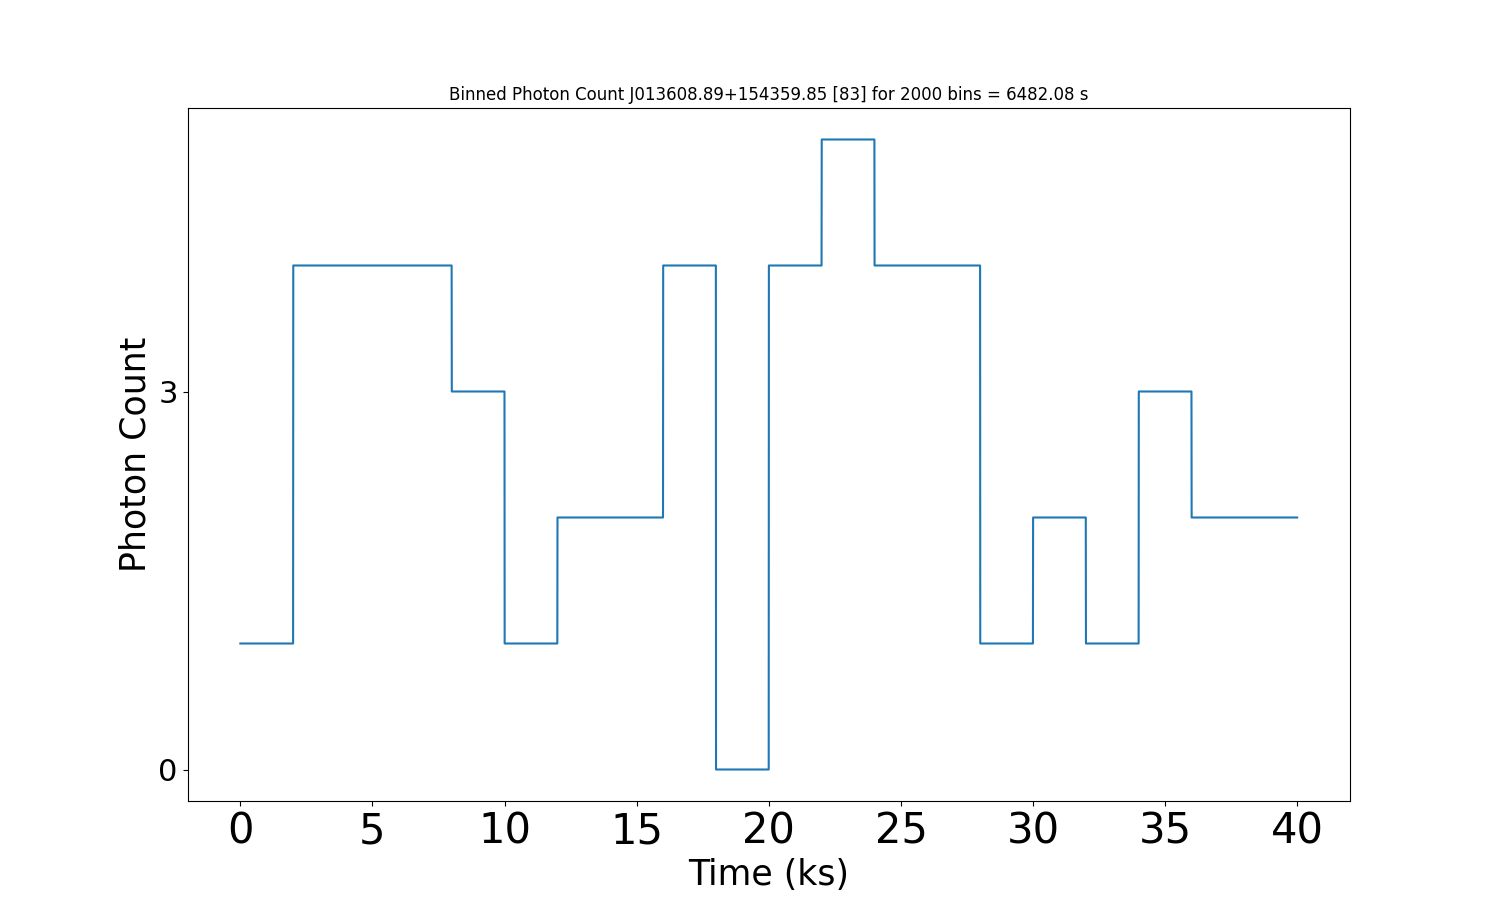 Binned Photon Count J013608.89+154359.85 [83] for 2000 bins = 6482.08 s
Photon Count
3
0
0 5 10 15 20 25 30 35 40
Time (ks)